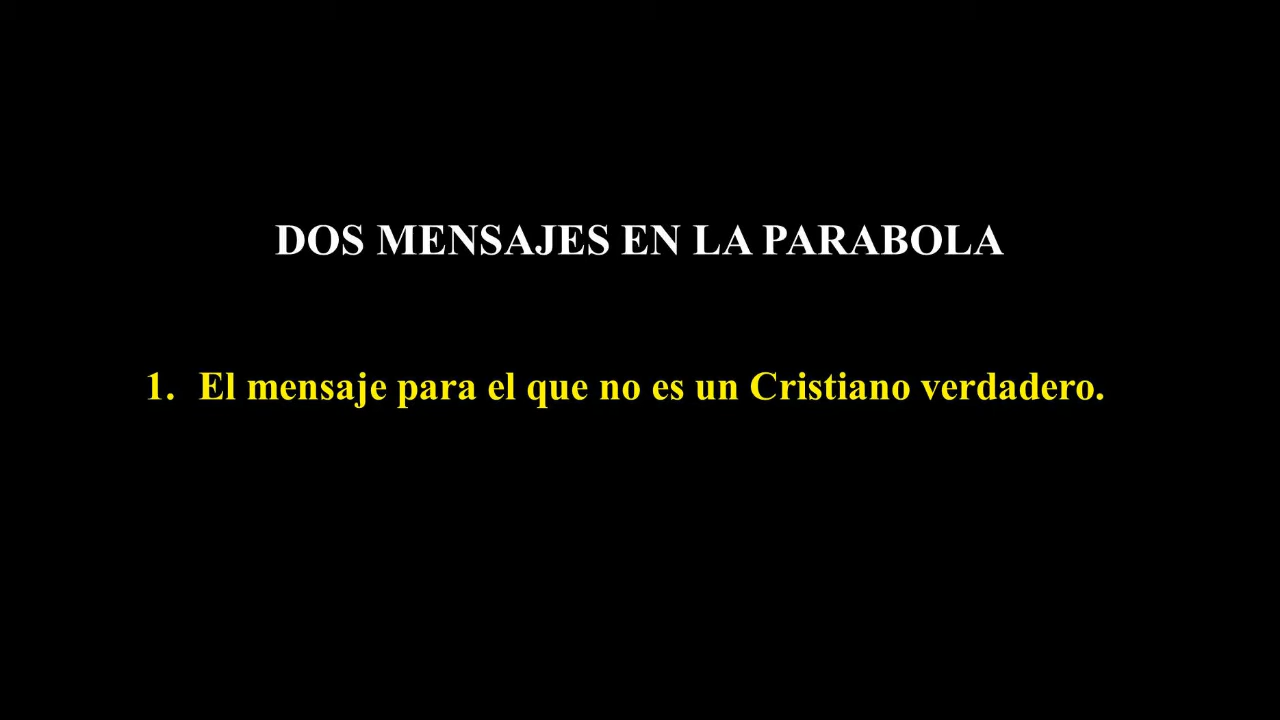 DOS MENSAJES EN LA PARABOLA
1. El mensaje para el que no es un Cristiano verdadero.